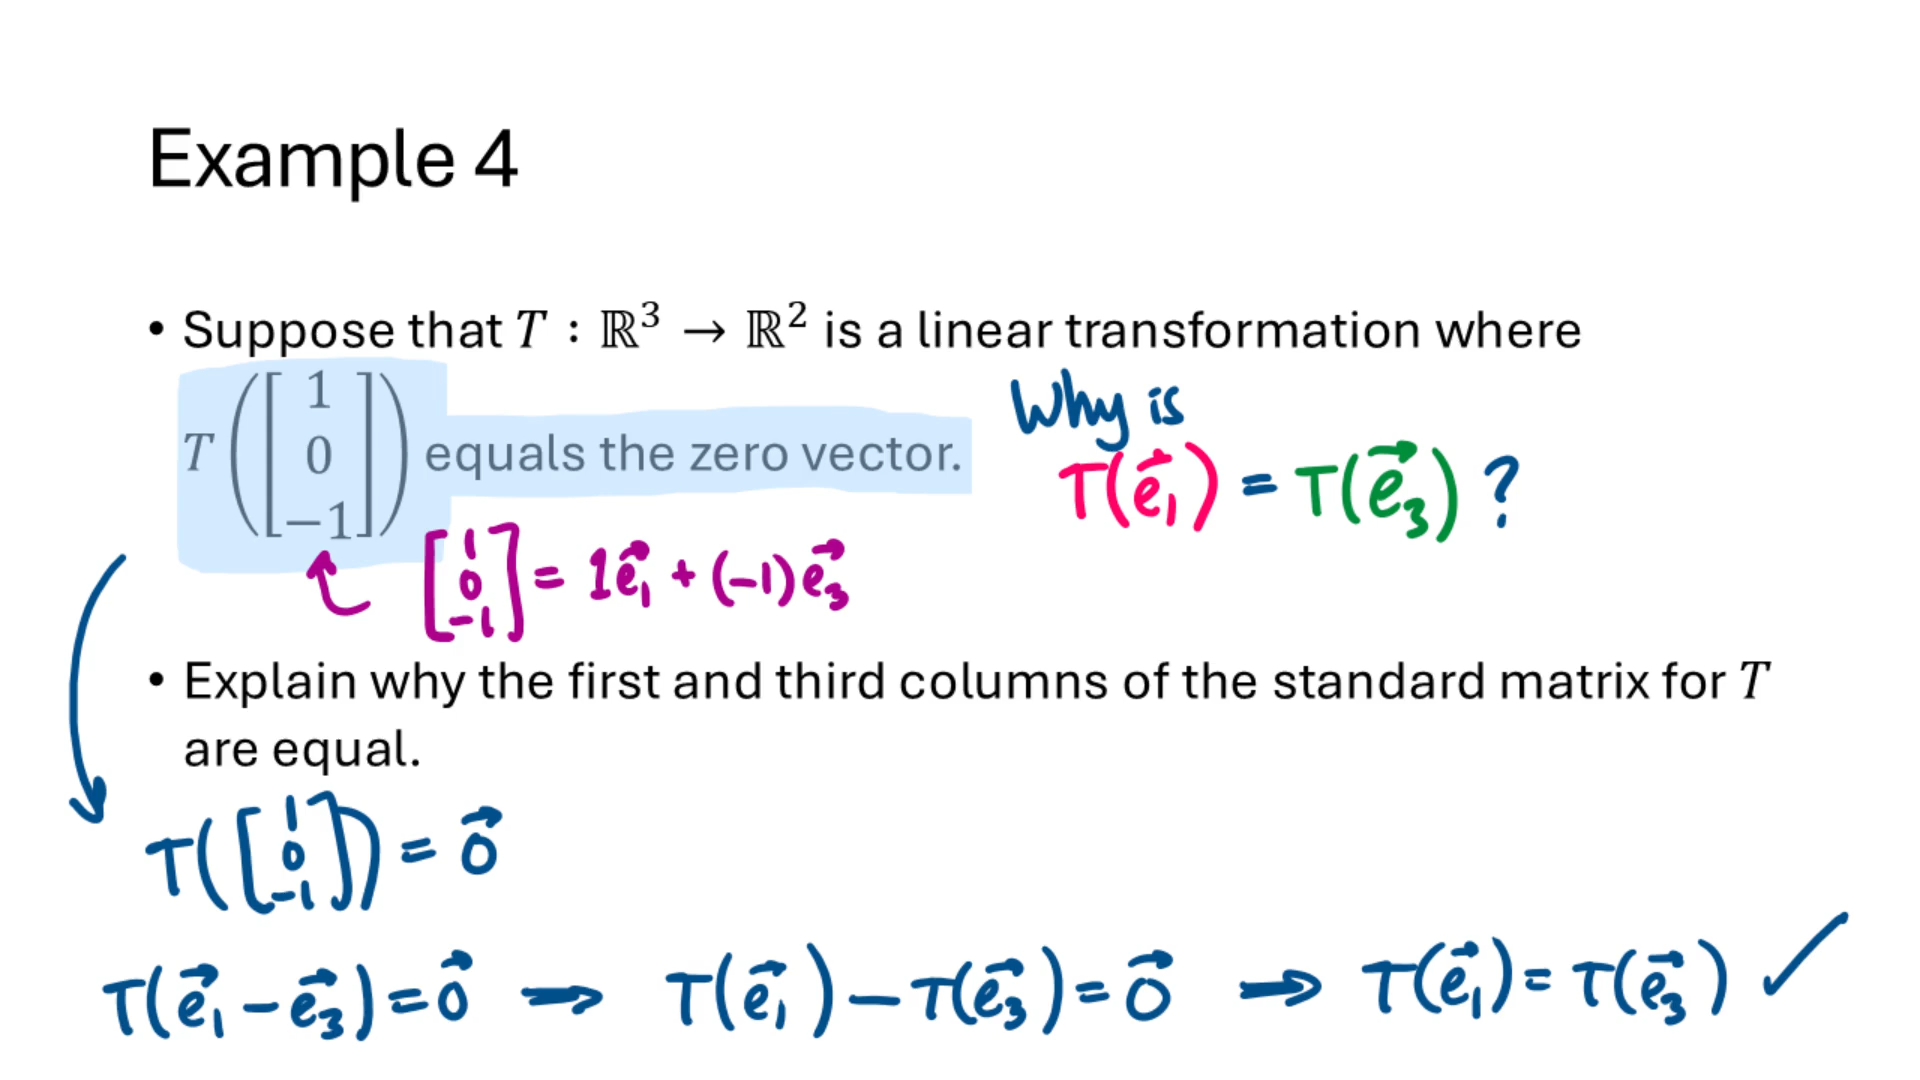 Example 4
• Suppose that T : ℝ³ → ℝ² is a linear transformation where
T([1 0 −1]) equals the zero vector.
Why is
T(e⃗₁) = T(e⃗₃) ?
[1 0 -1] = 1e⃗₁ + (-1)e⃗₃
• Explain why the first and third columns of the standard matrix for T
are equal.
T([1 0 -1]) = 0⃗
T(e⃗₁ - e⃗₃) = 0⃗ → T(e⃗₁) - T(e⃗₃) = 0⃗ → T(e⃗₁) = T(e⃗₃) ✓